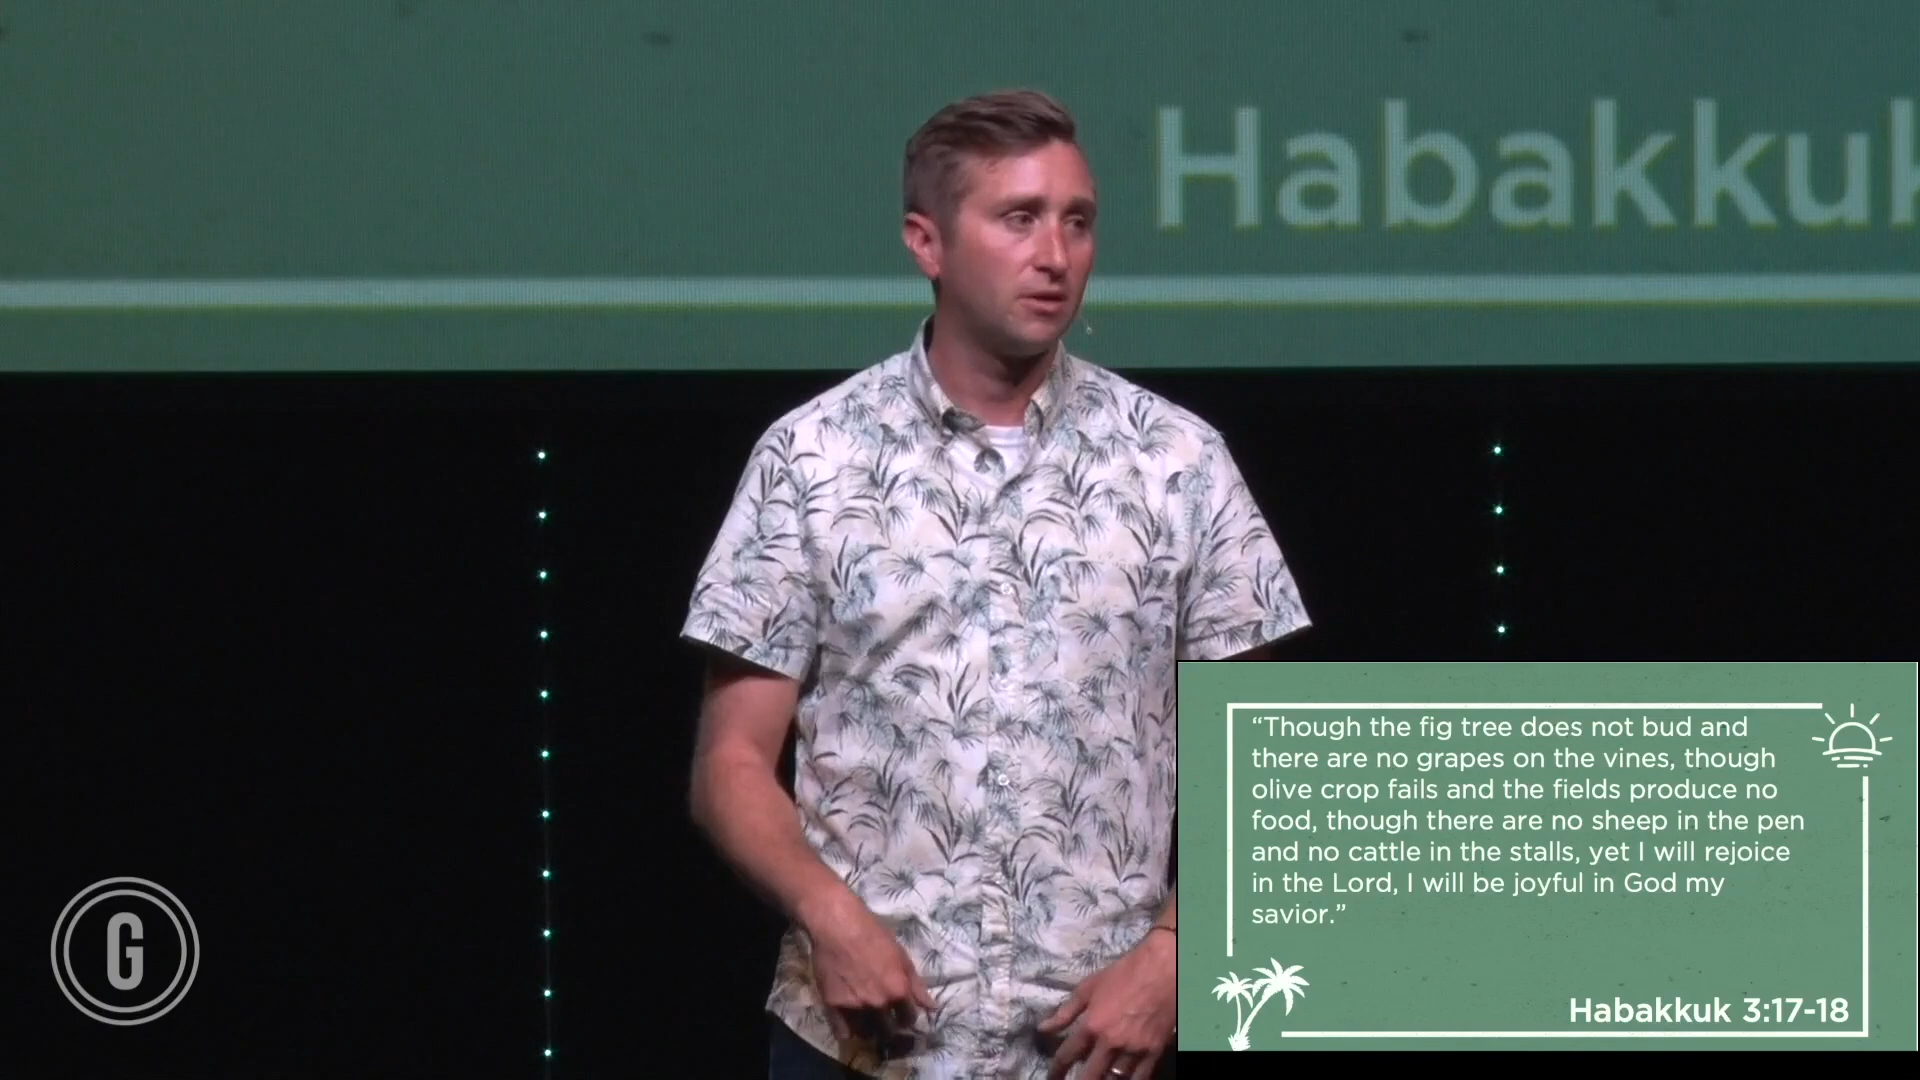 Habakkuk
“Though the fig tree does not bud and
there are no grapes on the vines, though
olive crop fails and the fields produce no
food, though there are no sheep in the pen
and no cattle in the stalls, yet I will rejoice
in the Lord, I will be joyful in God my
savior.”
Habakkuk 3:17-18
G